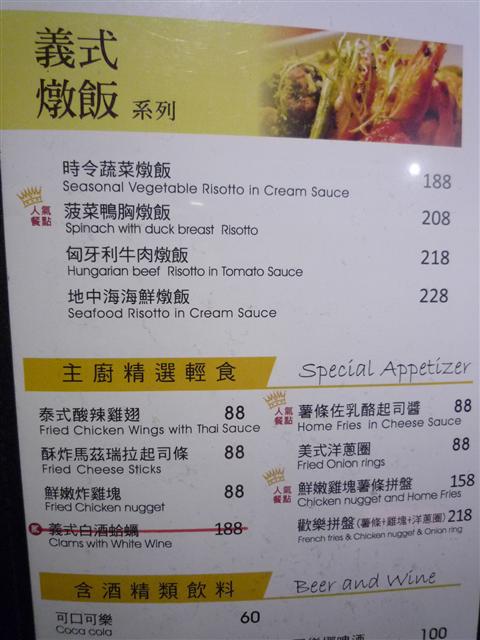 義式
燉飯 系列
時令蔬菜燉飯 188
Seasonal Vegetable Risotto in Cream Sauce
人氣餐點 菠菜鴨胸燉飯 208
Spinach with duck breast Risotto
匈牙利牛肉燉飯 218
Hungarian beef Risotto in Tomato Sauce
地中海海鮮燉飯 228
Seafood Risotto in Cream Sauce
主廚精選輕食 Special Appetizer
泰式酸辣雞翅 88
Fried Chicken Wings with Thai Sauce
酥炸馬茲瑞拉起司條 88
Fried Cheese Sticks
鮮嫩炸雞塊 88
Fried Chicken nugget
義式白酒蛤蠣 188
Clams with White Wine
人氣餐點 薯條佐乳酪起司醬 88
Home Fries in Cheese Sauce
美式洋蔥圈 88
Fried Onion rings
人氣餐點 鮮嫩雞塊薯條拼盤 158
Chicken nugget and Home Fries
歡樂拼盤(薯條+雞塊+洋蔥圈) 218
French fries & Chicken nugget & Onion ring
含酒精類飲料 Beer and Wine
可口可樂 60
Coca cola
啤酒 100